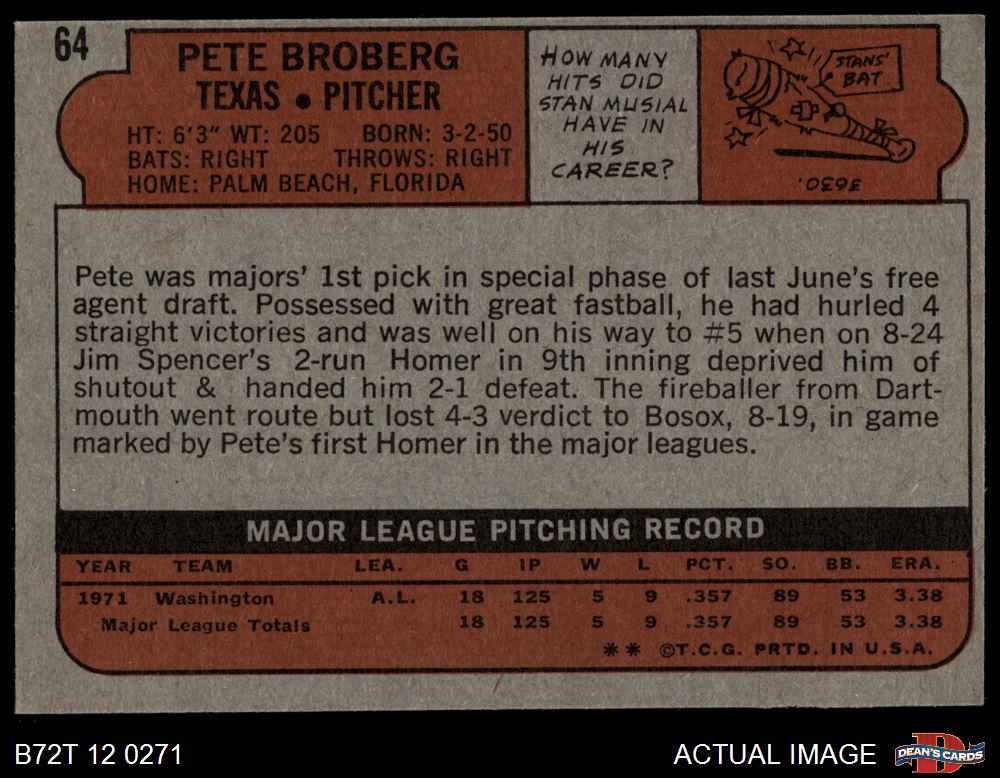 64
PETE BROBERG
TEXAS • PITCHER
HT: 6'3" WT: 205 BORN: 3-2-50
BATS: RIGHT THROWS: RIGHT
HOME: PALM BEACH, FLORIDA
HOW MANY
HITS DID
STAN MUSIAL
HAVE IN
HIS
CAREER?
STANS'
BAT
3630.
Pete was majors' 1st pick in special phase of last June's free
agent draft. Possessed with great fastball, he had hurled 4
straight victories and was well on his way to #5 when on 8-24
Jim Spencer's 2-run Homer in 9th inning deprived him of
shutout & handed him 2-1 defeat. The fireballer from Dart-
mouth went route but lost 4-3 verdict to Bosox, 8-19, in game
marked by Pete's first Homer in the major leagues.
MAJOR LEAGUE PITCHING RECORD
YEAR TEAM LEA. G IP W L PCT. SO. BB. ERA.
1971 Washington A.L. 18 125 5 9 .357 89 53 3.38
Major League Totals 18 125 5 9 .357 89 53 3.38
** ©T.C.G. PRTD. IN U.S.A.
B72T 12 0271
ACTUAL IMAGE
DEAN'S CARDS